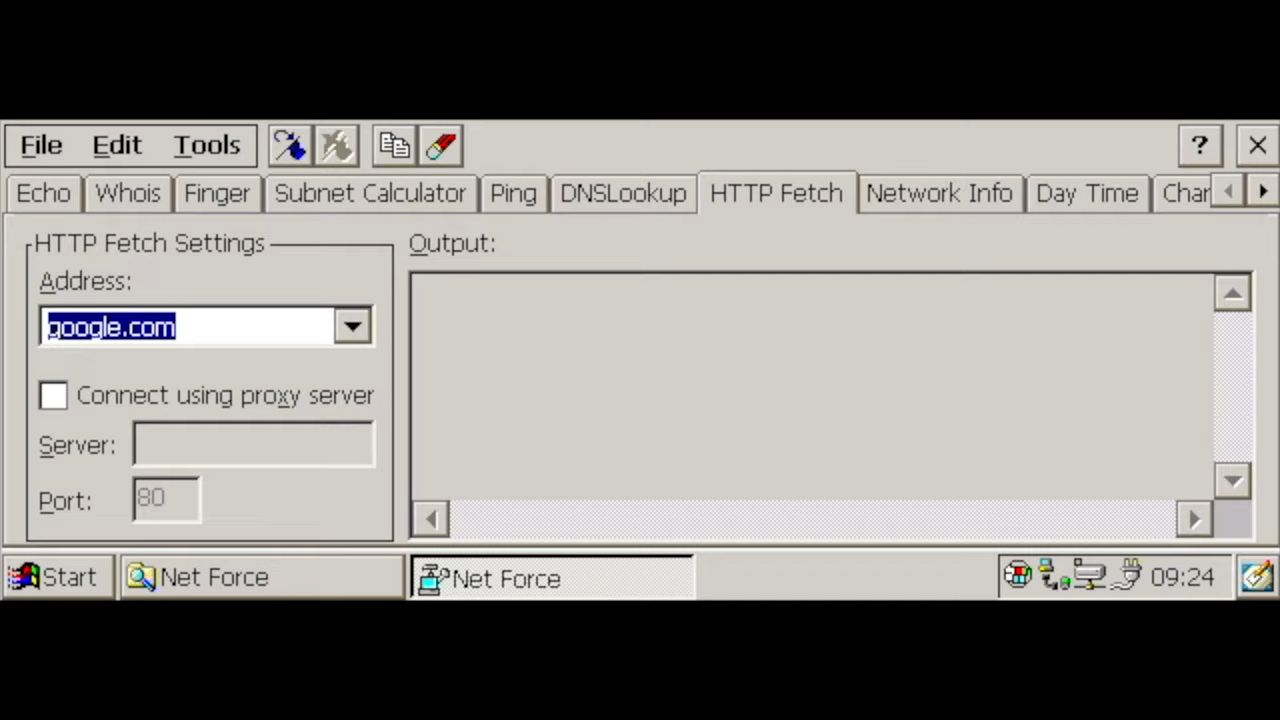 File Edit Tools ?
Echo Whois Finger Subnet Calculator Ping DNSLookup HTTP Fetch Network Info Day Time Char
HTTP Fetch Settings
Output:
Address:
google.com
Connect using proxy server
Server:
Port: 80
Start Net Force Net Force 09:24